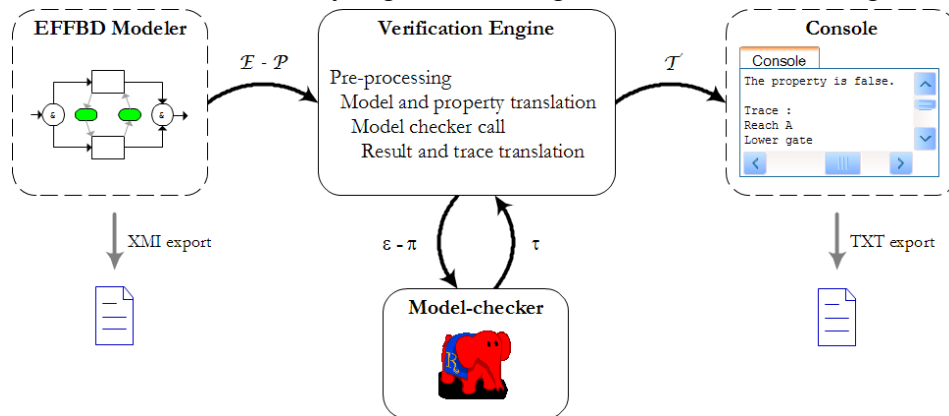 EFFBD Modeler
&
&
XMI export
E - P
Verification Engine
Pre-processing
Model and property translation
Model checker call
Result and trace translation
ε - π
τ
Model-checker
R
T
Console
Console
The property is false.
Trace :
Reach A
Lower gate
TXT export